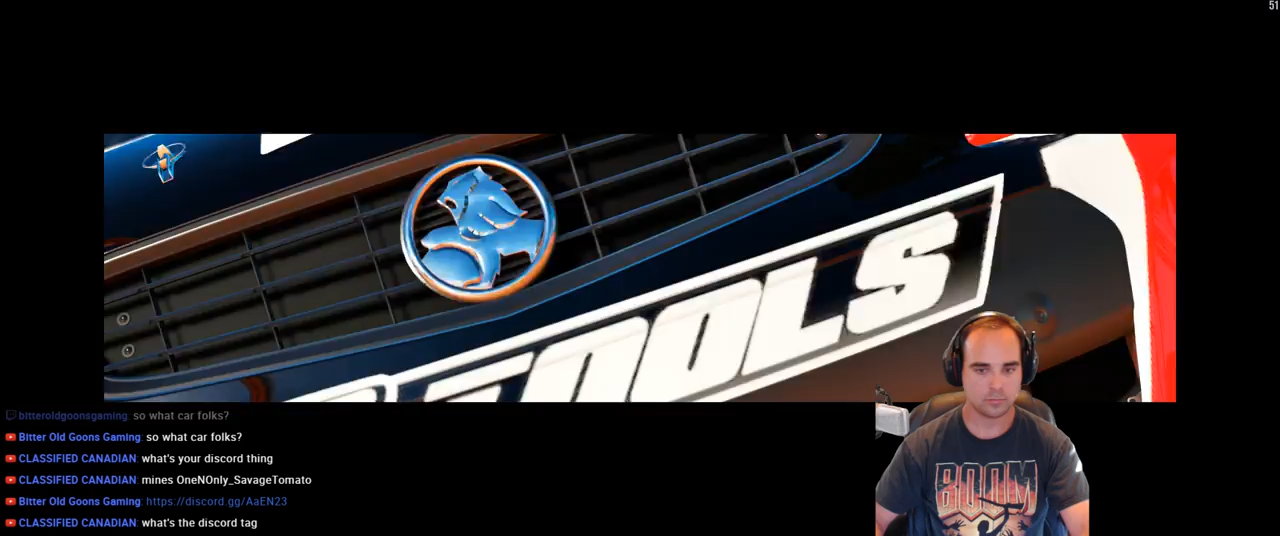 51
TOOLS
bitteroldgoonsgaming: so what car folks?
Bitter Old Goons Gaming: so what car folks?
CLASSIFIED CANADIAN: what's your discord thing
CLASSIFIED CANADIAN: mines OneNOnly_SavageTomato
Bitter Old Goons Gaming: https://discord.gg/AaEN23
CLASSIFIED CANADIAN: what's the discord tag
BOOM